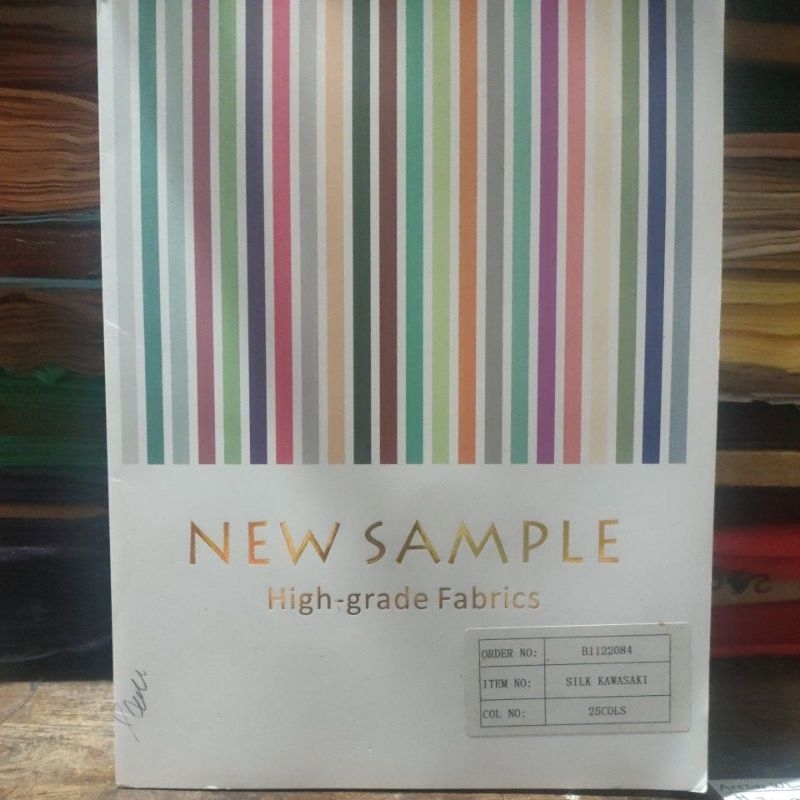 NEW SAMPLE
High-grade Fabrics
ORDER NO: B1122084
ITEM NO: SILK KAWASAKI
COL NO: 25COLS